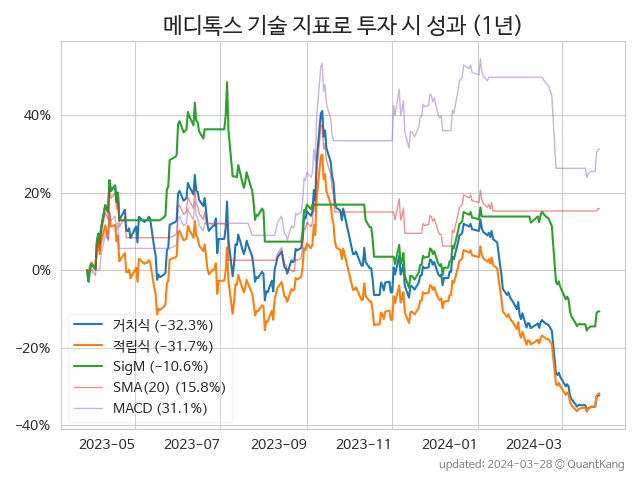 메디톡스 기술 지표로 투자 시 성과 (1년)
40%
20%
0%
−20%
−40%
거치식 (−32.3%)
적립식 (−31.7%)
SigM (−10.6%)
SMA(20) (15.8%)
MACD (31.1%)
2023-05 2023-07 2023-09 2023-11 2024-01 2024-03
updated: 2024-03-28 © QuantKang